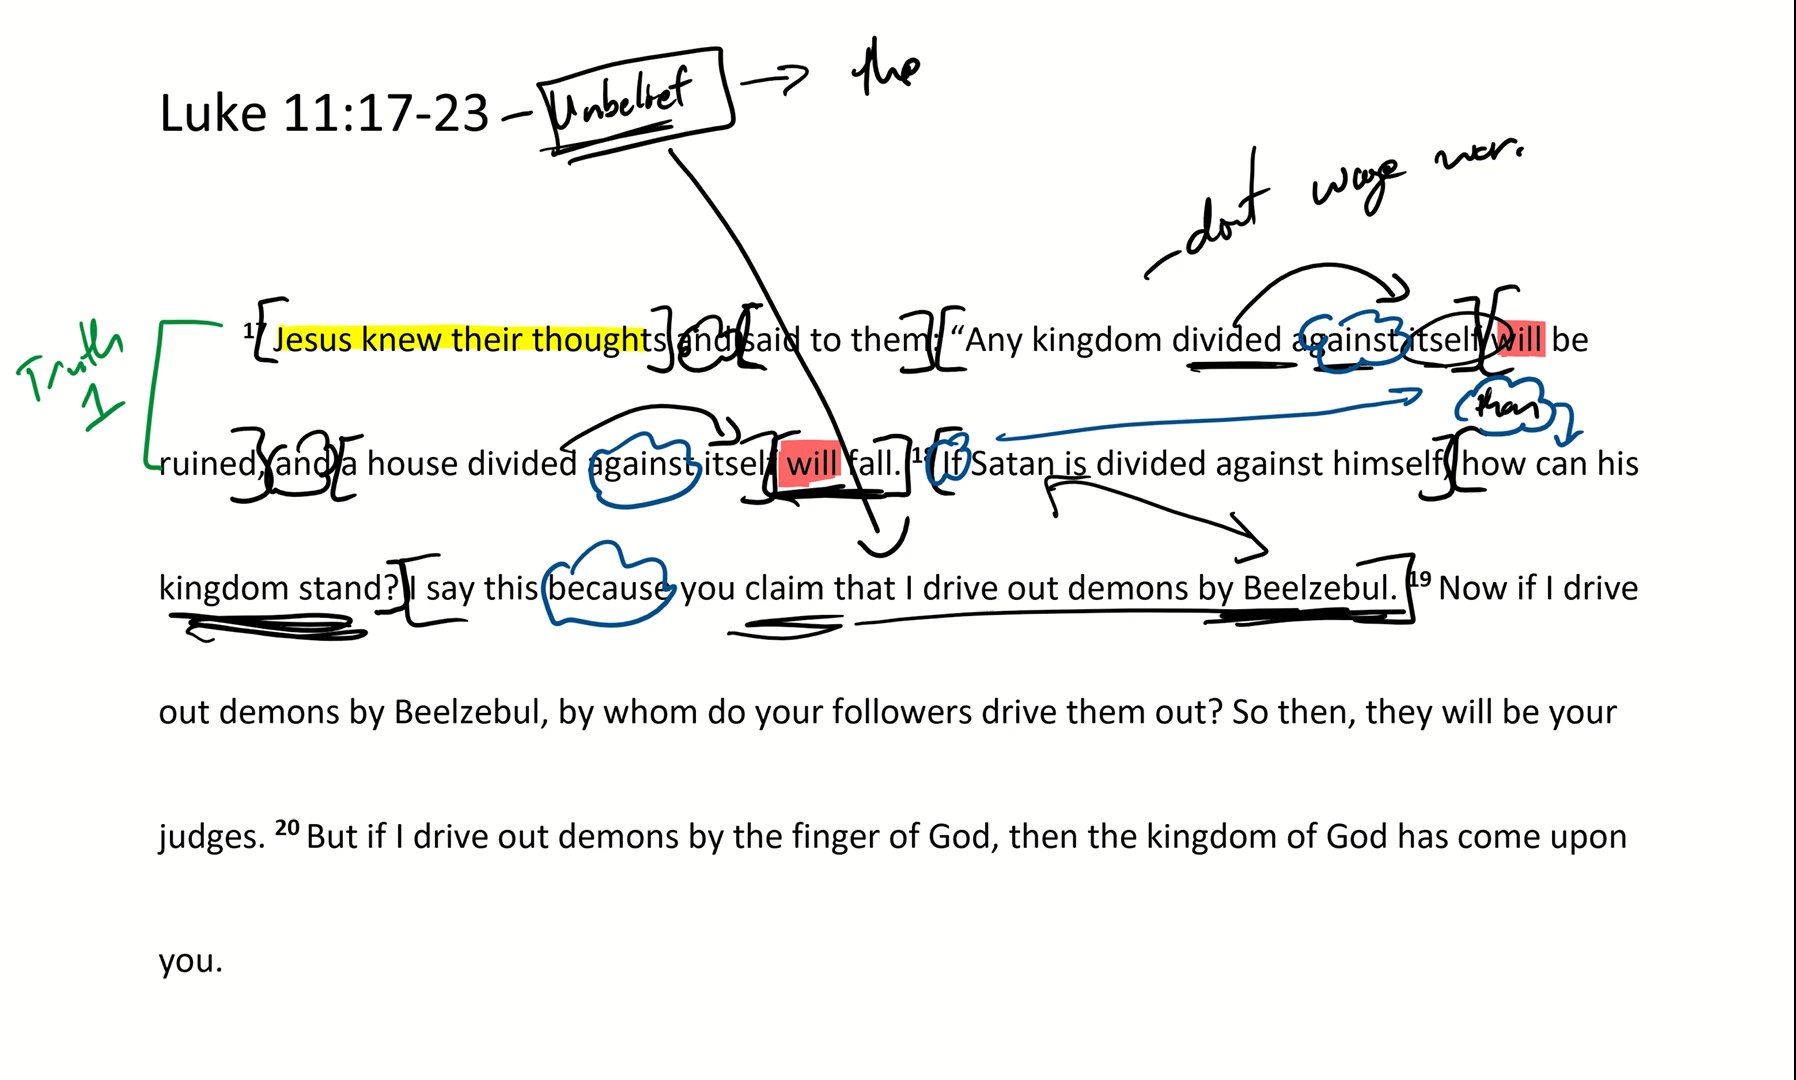 Luke 11:17-23 – Unbelief → the
- dont wage war.
Truth
1
17 Jesus knew their thoughts and said to them: “Any kingdom divided against itself will be
than
ruined, and a house divided against itself will fall. 18 If Satan is divided against himself, how can his
kingdom stand? I say this because you claim that I drive out demons by Beelzebul. 19 Now if I drive
out demons by Beelzebul, by whom do your followers drive them out? So then, they will be your
judges. 20 But if I drive out demons by the finger of God, then the kingdom of God has come upon
you.